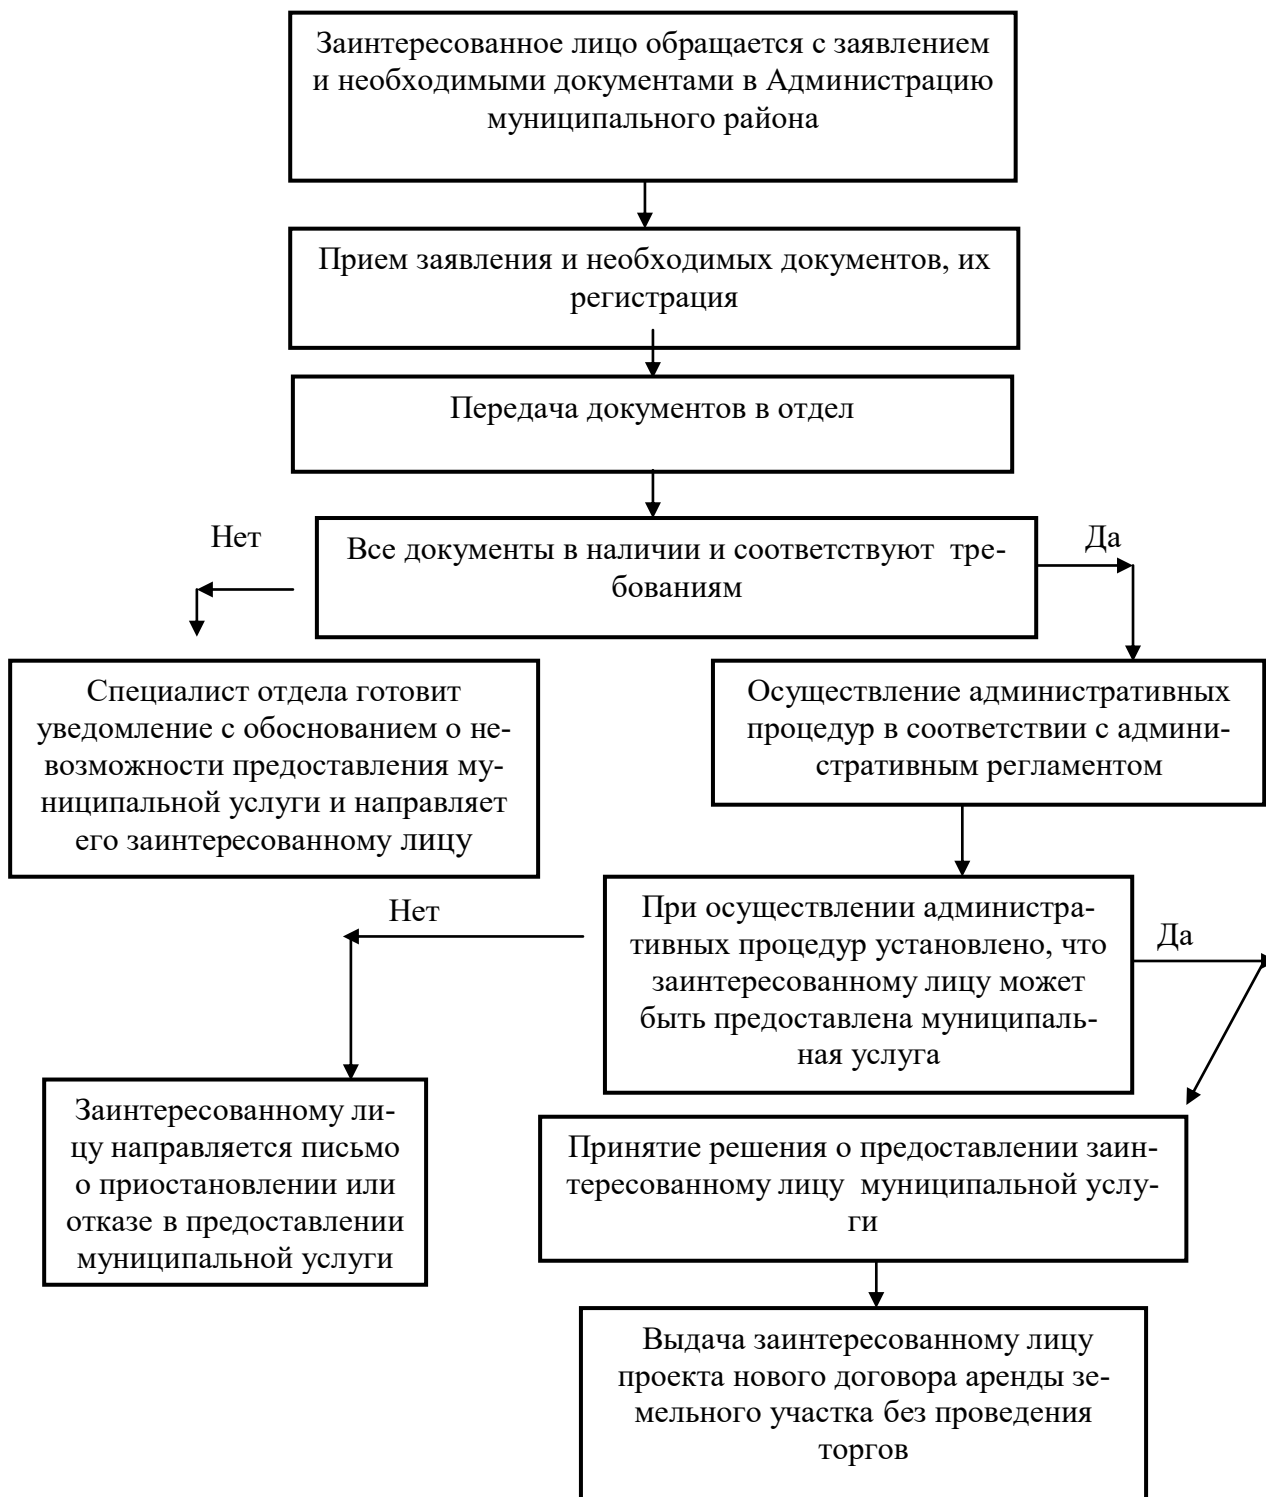 Заинтересованное лицо обращается с заявлением
и необходимыми документами в Администрацию
муниципального района
Прием заявления и необходимых документов, их
регистрация
Передача документов в отдел
Нет
Все документы в наличии и соответствуют  тре-
бованиям
Да
Специалист отдела готовит
уведомление с обоснованием о не-
возможности предоставления му-
ниципальной услуги и направляет
его заинтересованному лицу
Осуществление административных
процедур в соответствии с админи-
стративным регламентом
Нет
При осуществлении администра-
тивных процедур установлено, что
заинтересованному лицу может
быть предоставлена муниципаль-
ная услуга
Да
Заинтересованному ли-
цу направляется письмо
о приостановлении или
отказе в предоставлении
муниципальной услуги
Принятие решения о предоставлении заин-
тересованному лицу  муниципальной услу-
ги
Выдача заинтересованному лицу
проекта нового договора аренды зе-
мельного участка без проведения
торгов